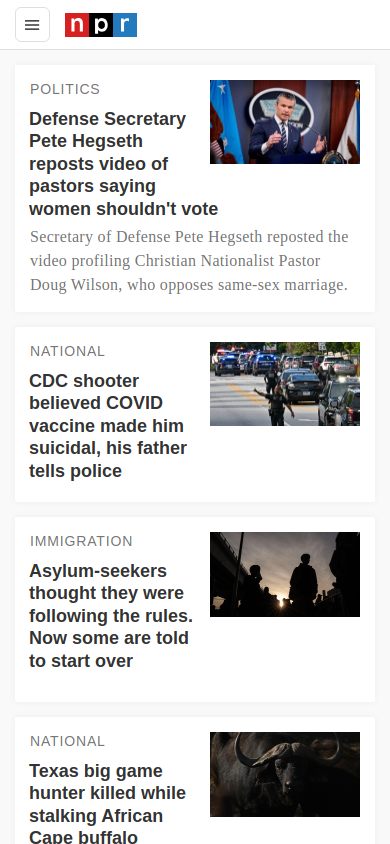 npr
POLITICS
Defense Secretary
Pete Hegseth
reposts video of
pastors saying
women shouldn't vote
Secretary of Defense Pete Hegseth reposted the
video profiling Christian Nationalist Pastor
Doug Wilson, who opposes same-sex marriage.
NATIONAL
CDC shooter
believed COVID
vaccine made him
suicidal, his father
tells police
IMMIGRATION
Asylum-seekers
thought they were
following the rules.
Now some are told
to start over
NATIONAL
Texas big game
hunter killed while
stalking African
Cape buffalo